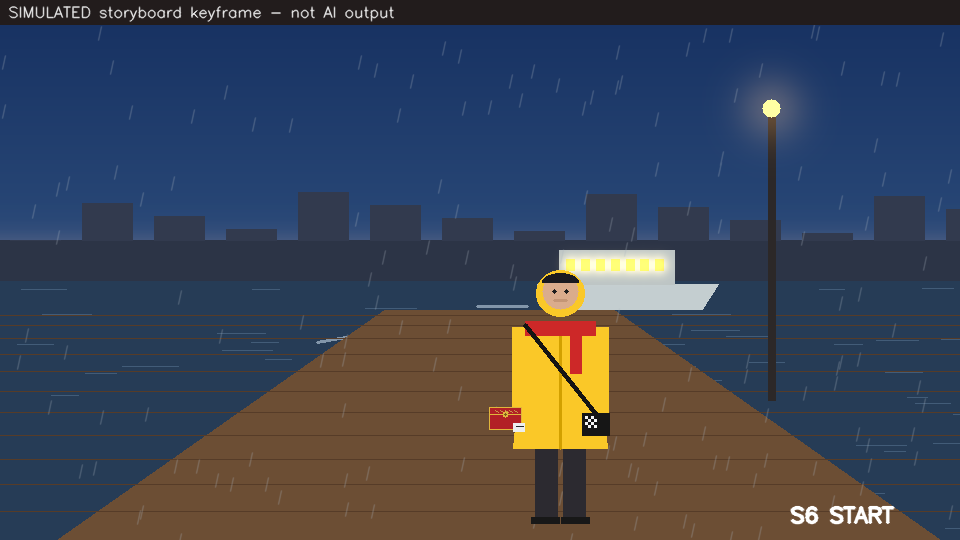 SIMULATED storyboard keyframe – not AI output
S6 START